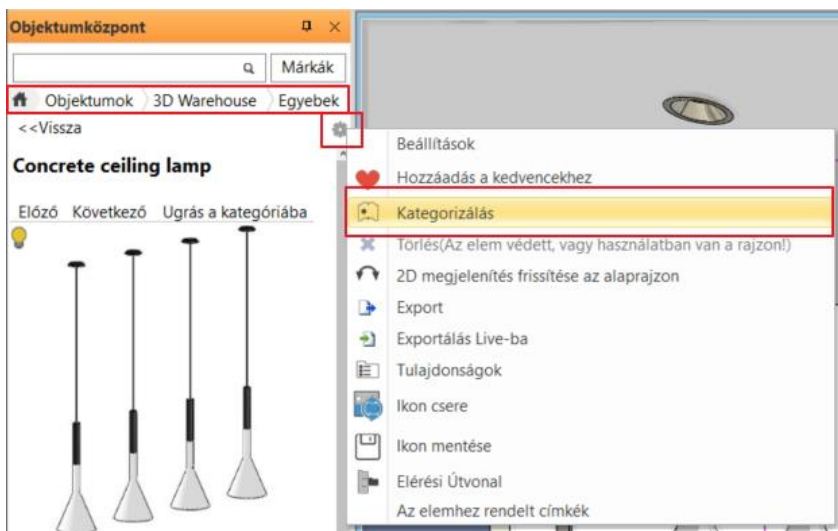 Objektumközpont
Márkák
Objektumok 3D Warehouse Egyebek
<<Vissza
Concrete ceiling lamp
Előző Következő Ugrás a kategóriába
Beállítások
Hozzáadás a kedvencekhez
Kategorizálás
Törlés(Az elem védett, vagy használatban van a rajzon!)
2D megjelenítés frissítése az alaprajzon
Export
Exportálás Live-ba
Tulajdonságok
Ikon csere
Ikon mentése
Elérési Útvonal
Az elemhez rendelt címkék